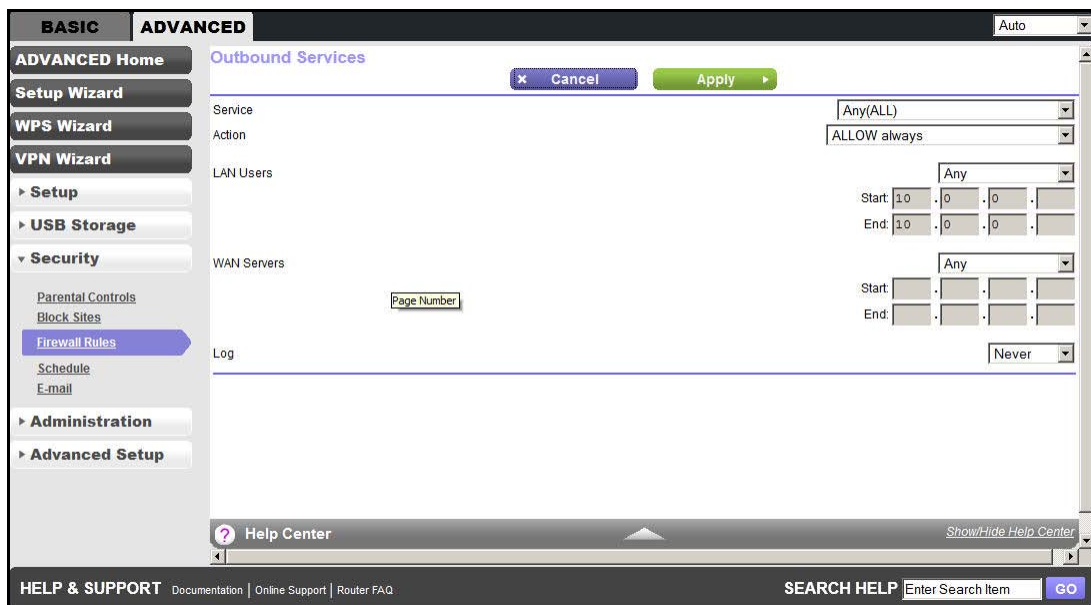 BASIC ADVANCED Auto
ADVANCED Home
Setup Wizard
WPS Wizard
VPN Wizard
Setup
USB Storage
Security
Parental Controls
Block Sites
Firewall Rules
Schedule
E-mail
Administration
Advanced Setup
Outbound Services
× Cancel Apply
Service Any(ALL)
Action ALLOW always
LAN Users Any
Start: 10 . 0 . 0 .
End: 10 . 0 . 0 .
WAN Servers Any
Start: . . .
End: . . .
Page Number
Log Never
? Help Center Show/Hide Help Center
HELP & SUPPORT Documentation | Online Support | Router FAQ SEARCH HELP Enter Search Item GO